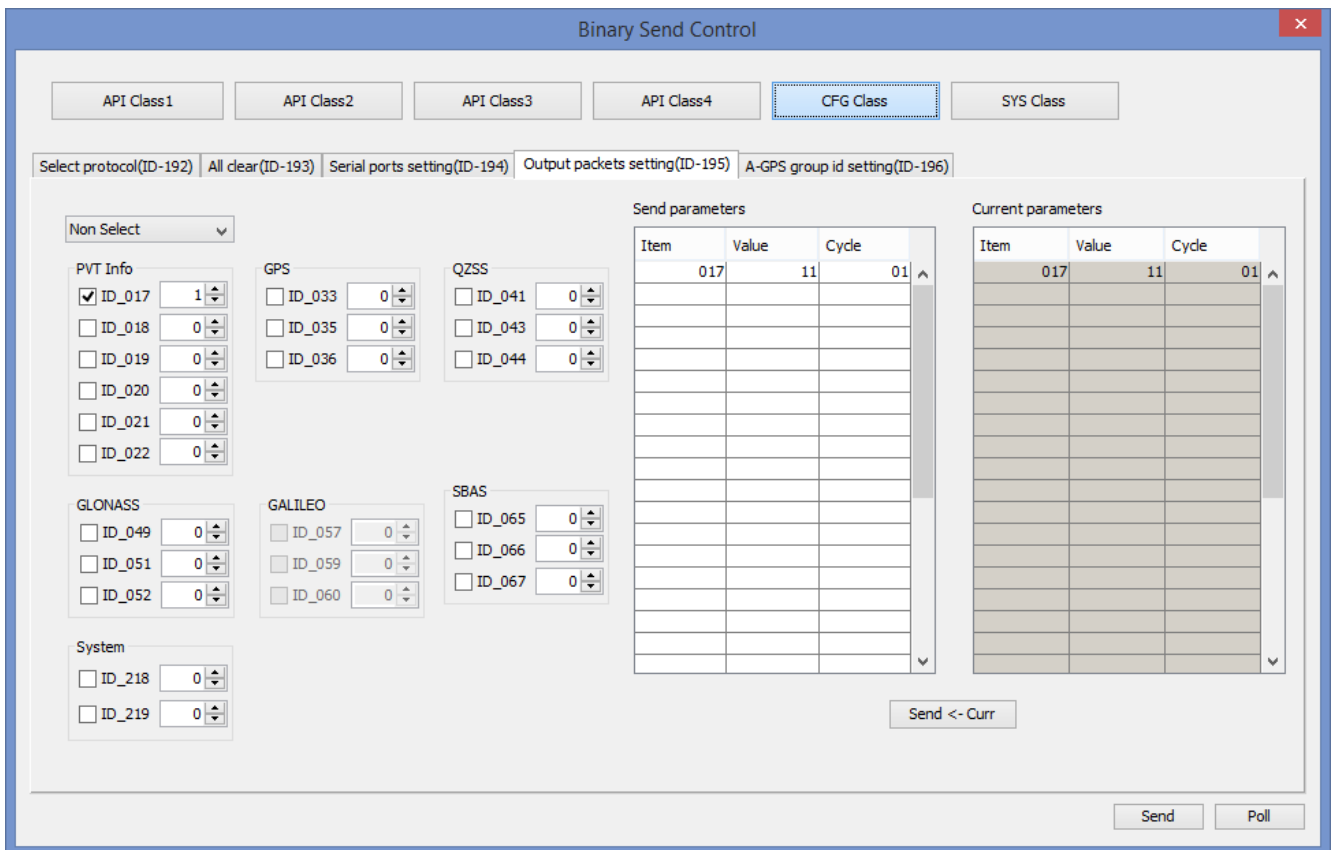 Binary Send Control
API Class1 API Class2 API Class3 API Class4 CFG Class SYS Class
Select protocol(ID-192) All clear(ID-193) Serial ports setting(ID-194) Output packets setting(ID-195) A-GPS group id setting(ID-196)
Send parameters Current parameters
Non Select
Item Value Cycle Item Value Cycle
PVT Info GPS QZSS
017 11 01 017 11 01
ID_017 1 ID_033 0 ID_041 0
ID_018 0 ID_035 0 ID_043 0
ID_019 0 ID_036 0 ID_044 0
ID_020 0
ID_021 0
ID_022 0
SBAS
GLONASS GALILEO
ID_065 0
ID_049 0 ID_057 0
ID_066 0
ID_051 0 ID_059 0
ID_067 0
ID_052 0 ID_060 0
System
ID_218 0
ID_219 0
Send <- Curr
Send Poll